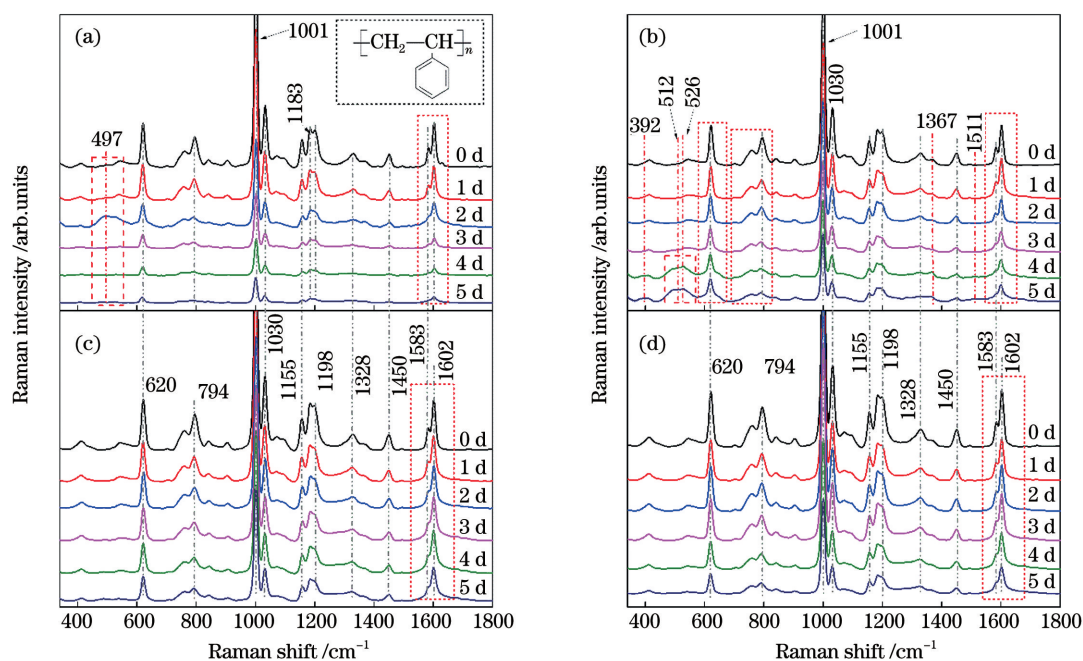 (a)
1001
[CH₂—CH]ₙ
497
1183
0 d
1 d
2 d
3 d
4 d
5 d
(b)
1001
392
512
526
1030
1367
1511
0 d
1 d
2 d
3 d
4 d
5 d
(c)
620
794
1030
1155
1198
1328
1450
1583
1602
0 d
1 d
2 d
3 d
4 d
5 d
(d)
620
794
1155
1198
1328
1450
1583
1602
0 d
1 d
2 d
3 d
4 d
5 d
Raman intensity /arb.units
Raman intensity /arb.units
400 600 800 1000 1200 1400 1600 1800
400 600 800 1000 1200 1400 1600 1800
Raman shift /cm⁻¹
Raman shift /cm⁻¹